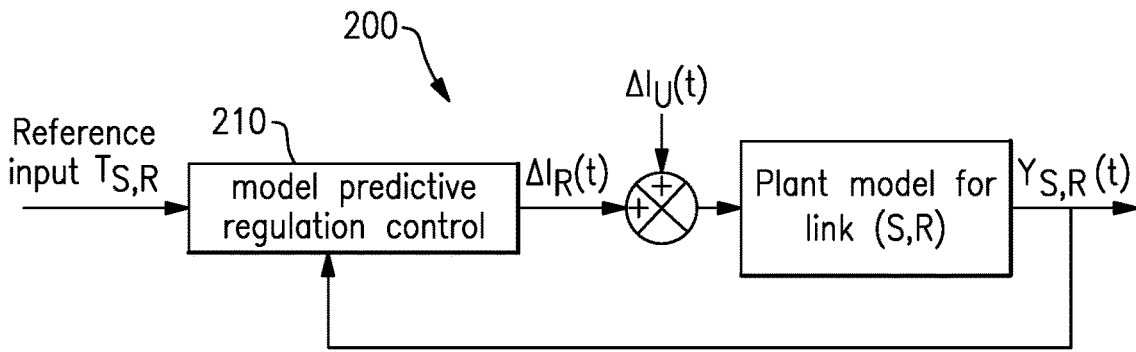 200
Reference
input T_S,R
210
model predictive
regulation control
ΔI_R(t)
ΔI_U(t)
+
+
Plant model for
link (S,R)
Y_S,R (t)